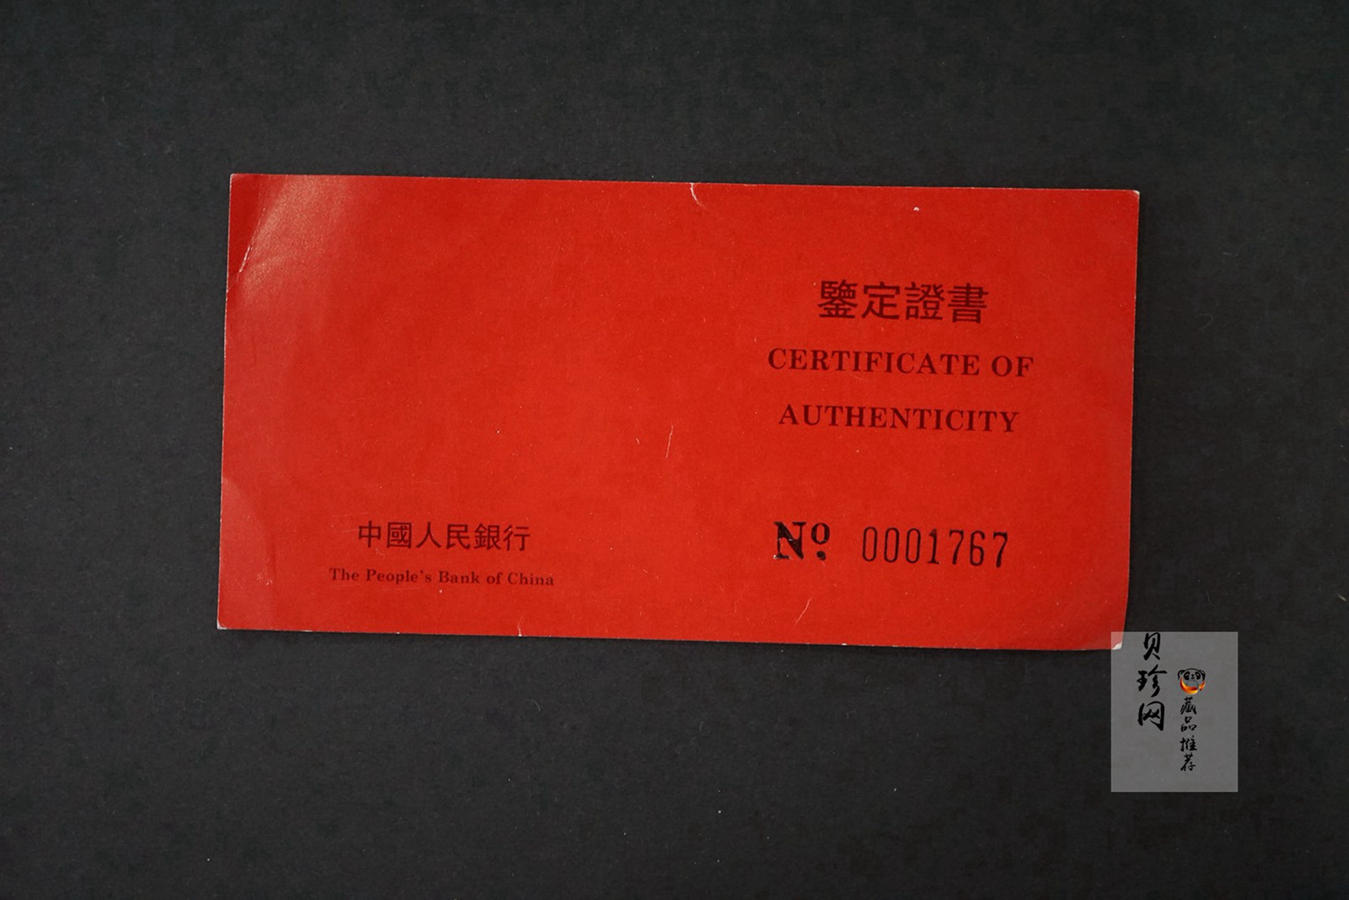 鑒定證書
CERTIFICATE OF
AUTHENTICITY
中國人民銀行
The People's Bank of China
Nº 0001767
贝珍网
藏品推荐